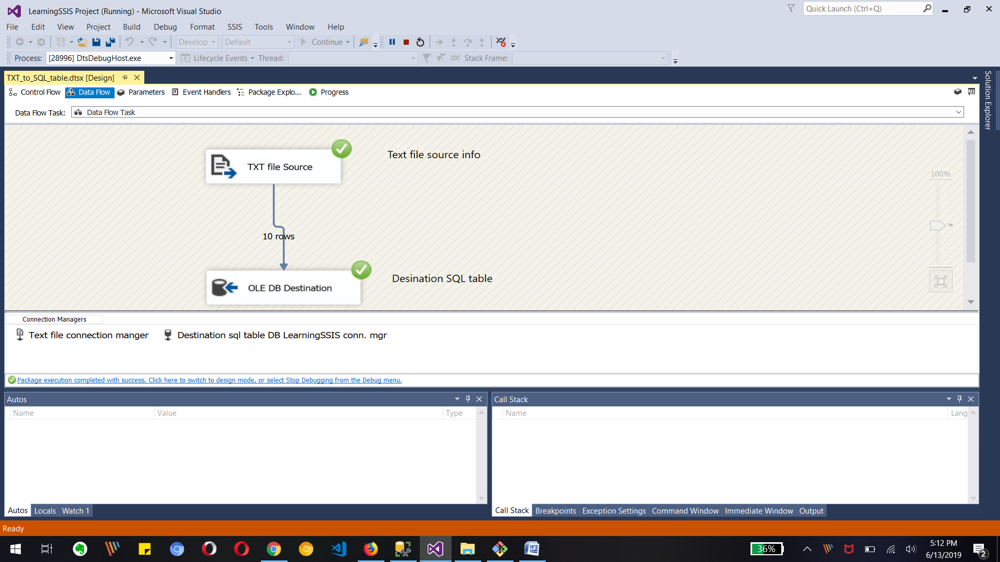 LearningSSIS Project (Running) - Microsoft Visual Studio
Quick Launch (Ctrl+Q)
File Edit View Project Build Debug Format SSIS Tools Window Help
Develop Default Continue
Process: [28996] DtsDebugHost.exe Lifecycle Events Thread: Stack Frame:
TXT_to_SQL_table.dtsx [Design]
Solution Explorer
Control Flow Data Flow Parameters Event Handlers Package Explo... Progress
Data Flow Task: Data Flow Task
TXT file Source
Text file source info
100%
10 rows
OLE DB Destination
Desination SQL table
Connection Managers
Text file connection manger Destination sql table DB LearningSSIS conn. mgr
Package execution completed with success. Click here to switch to design mode, or select Stop Debugging from the Debug menu.
Autos
Name Value Type
Call Stack
Name Lang
Autos Locals Watch 1
Call Stack Breakpoints Exception Settings Command Window Immediate Window Output
Ready
36%
5:12 PM
6/13/2019
2